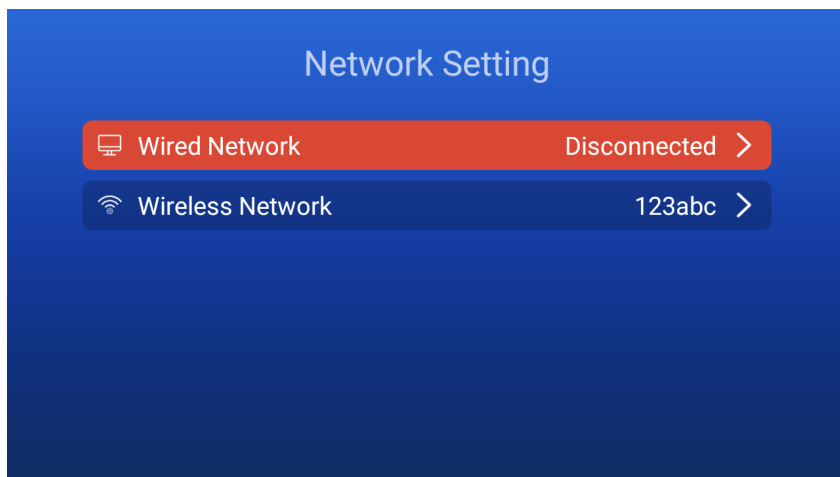 Network Setting
Wired Network Disconnected
Wireless Network 123abc